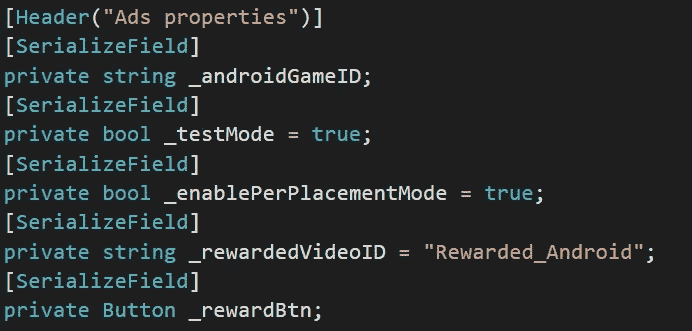 [Header("Ads properties")]
[SerializeField]
private string _androidGameID;
[SerializeField]
private bool _testMode = true;
[SerializeField]
private bool _enablePerPlacementMode = true;
[SerializeField]
private string _rewardedVideoID = "Rewarded_Android";
[SerializeField]
private Button _rewardBtn;